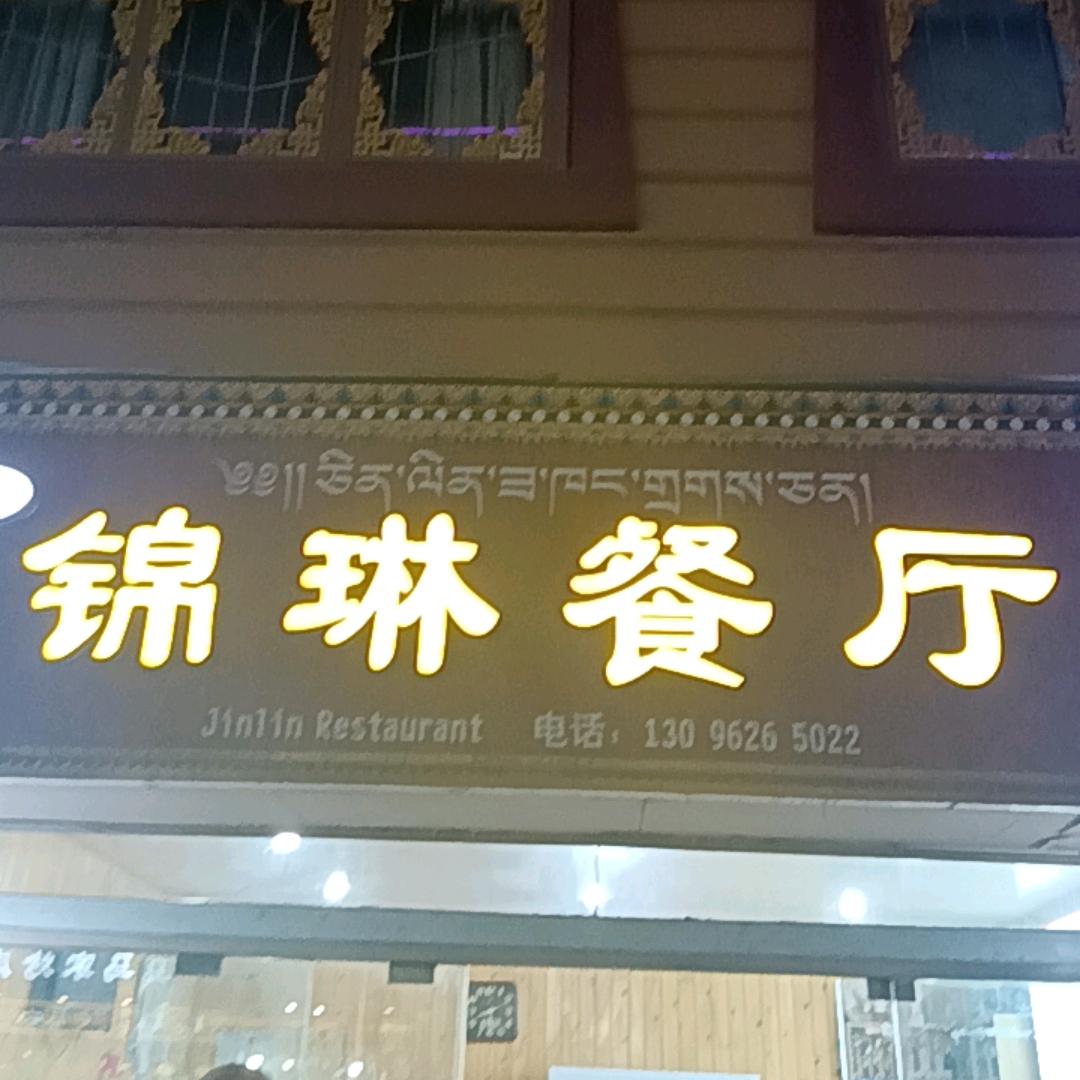 ༄༅།། ཅིན་ལིན་ཟ་ཁང་གྲགས་ཅན།
锦琳餐厅
Jinlin Restaurant 电话：130 9626 5022